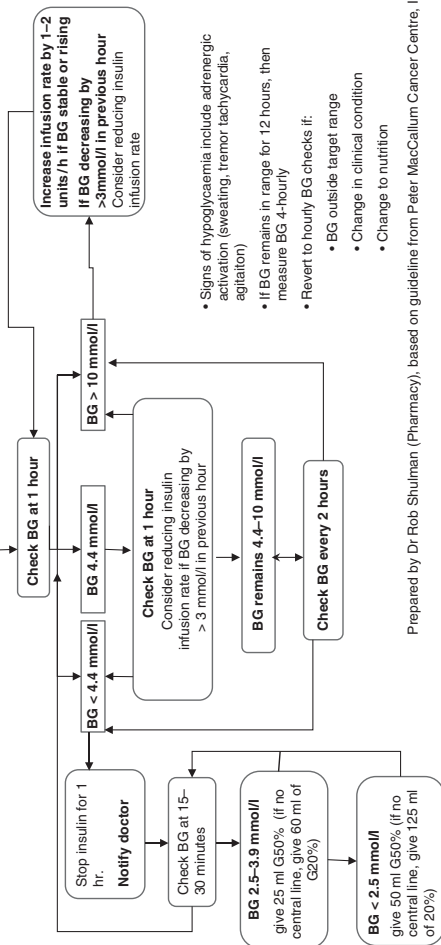 Check BG at 1 hour
Increase infusion rate by 1–2
units/h if BG stable or rising
If BG decreasing by
>3mmol/l in previous hour
Consider reducing insulin
infusion rate
BG < 4.4 mmol/l
BG 4.4 mmol/l
BG > 10 mmol/l
Stop insulin for 1
hr.
Notify doctor
Check BG at 1 hour
Consider reducing insulin
infusion rate if BG decreasing by
> 3 mmol/l in previous hour
Check BG at 15–
30 minutes
BG remains 4.4–10 mmol/l
BG 2.5–3.9 mmol/l
give 25 ml G50% (if no
central line, give 60 ml of
G20%)
Check BG every 2 hours
BG < 2.5 mmol/l
give 50 ml G50% (if no
central line, give 125 ml
of 20%)
• Signs of hypoglycaemia include adrenergic
activation (sweating, tremor tachycardia,
agitaiton)
• If BG remains in range for 12 hours, then
measure BG 4-hourly
• Revert to hourly BG checks if:
• BG outside target range
• Change in clinical condition
• Change to nutrition
Prepared by Dr Rob Shulman (Pharmacy), based on guideline from Peter MacCallum Cancer Centre,